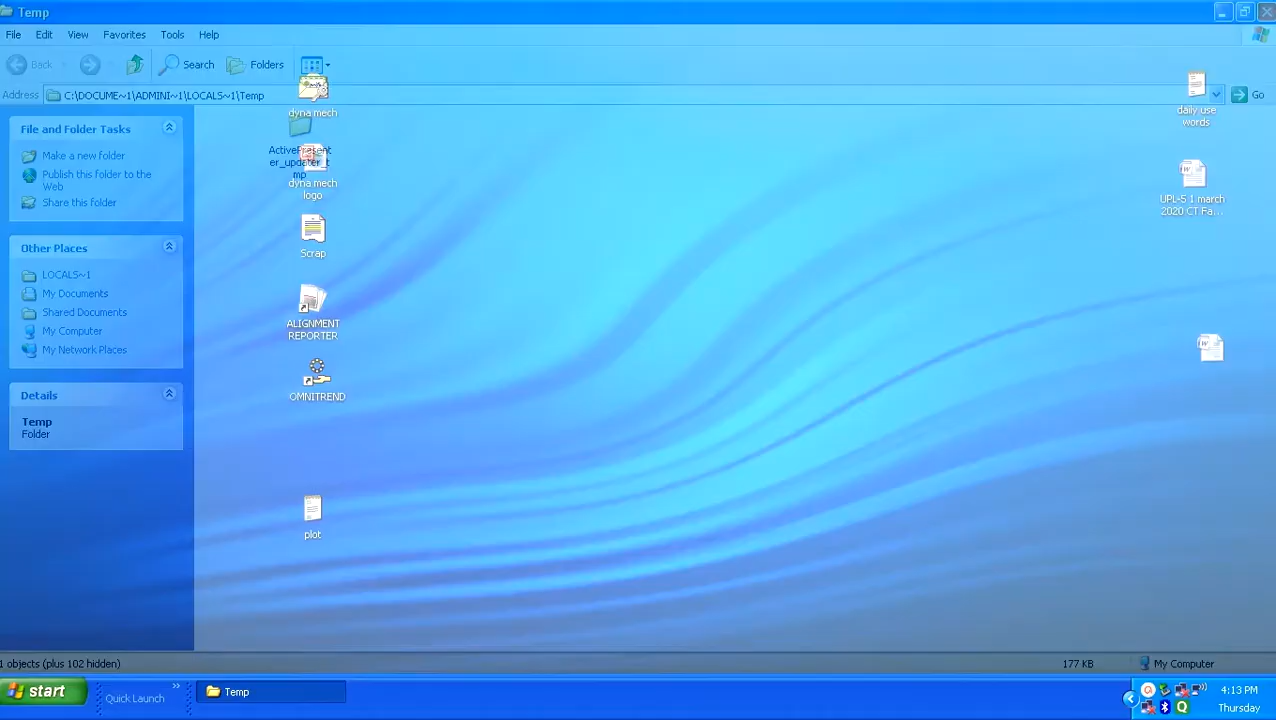 Temp
File Edit View Favorites Tools Help
Back Search Folders
Address C:\DOCUME~1\ADMINI~1\LOCALS~1\Temp Go
File and Folder Tasks
Make a new folder
Publish this folder to the
Web
Share this folder
Other Places
LOCALS~1
My Documents
Shared Documents
My Computer
My Network Places
Details
Temp
Folder
dyna mech
ActivePresent
er_updater_t
mp
dyna mech
logo
Scrap
ALIGNMENT
REPORTER
OMNITREND
plot
daily use
words
UPL-5 1 march
2020 CT Fa...
1 objects (plus 102 hidden) 177 KB My Computer
start Quick Launch Temp 4:13 PM
Thursday